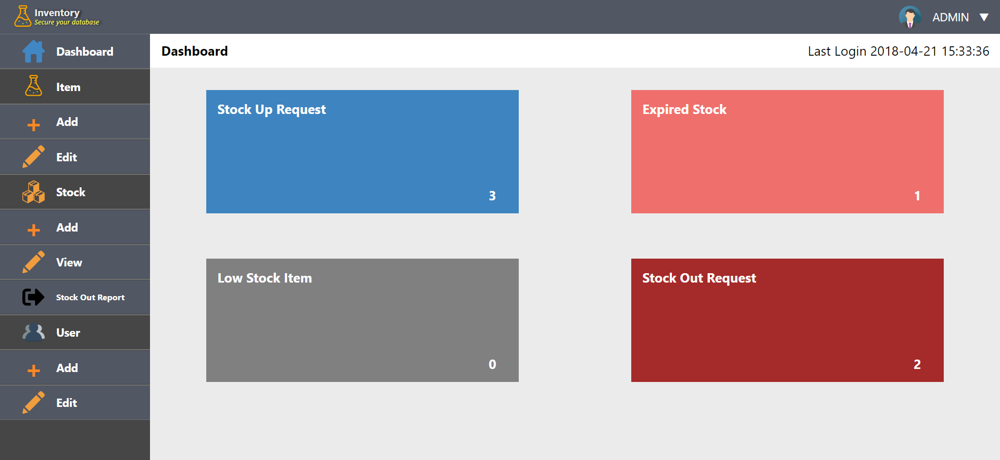 Inventory
Secure your database
ADMIN ▼
Dashboard
Item
Add
Edit
Stock
Add
View
Stock Out Report
User
Add
Edit
Dashboard
Last Login 2018-04-21 15:33:36
Stock Up Request
3
Expired Stock
1
Low Stock Item
0
Stock Out Request
2